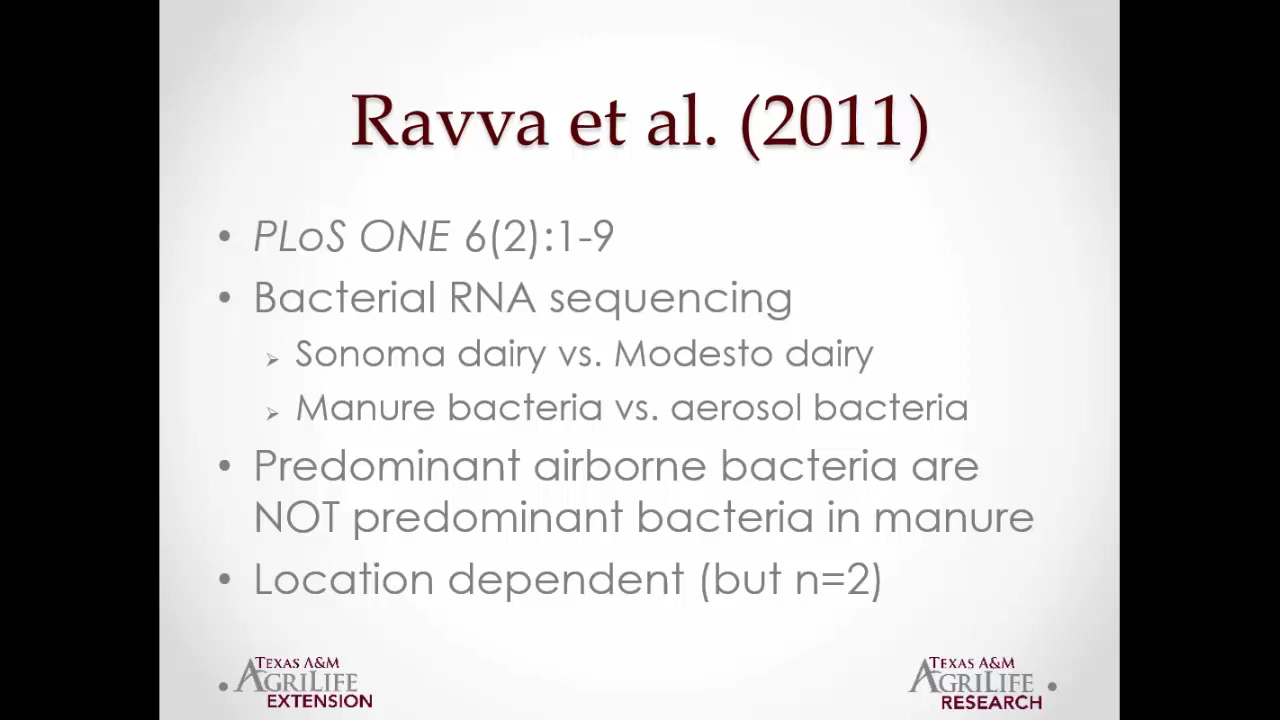 Ravva et al. (2011)
• PLoS ONE 6(2):1-9
• Bacterial RNA sequencing
➢ Sonoma dairy vs. Modesto dairy
➢ Manure bacteria vs. aerosol bacteria
• Predominant airborne bacteria are
NOT predominant bacteria in manure
• Location dependent (but n=2)
TEXAS A&M
AGRILIFE
EXTENSION
TEXAS A&M
AGRILIFE
RESEARCH